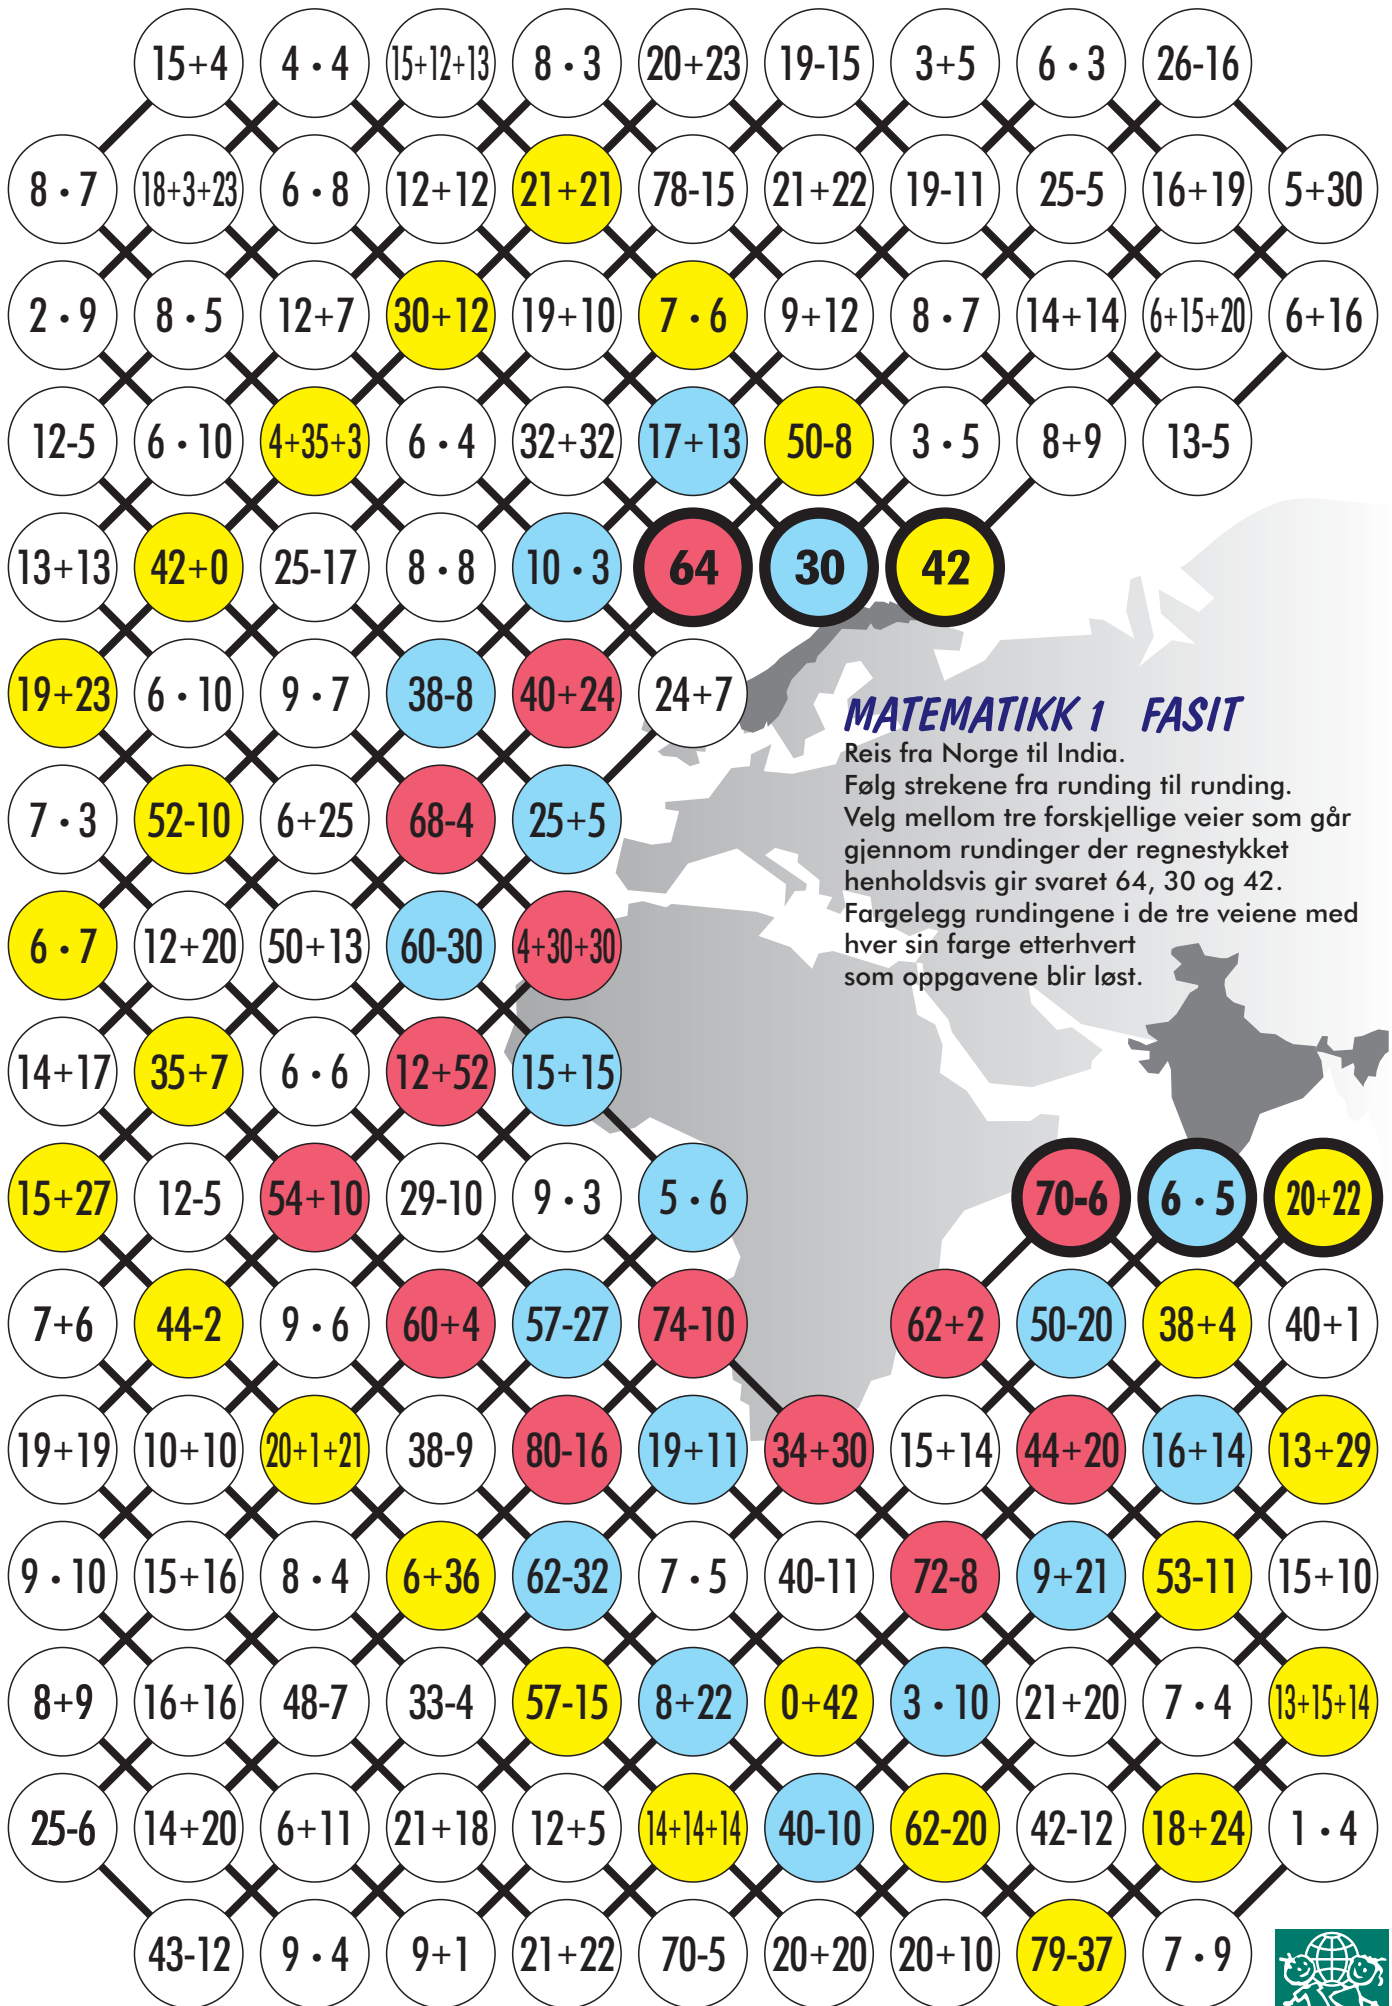 15+4 4 • 4 15+12+13 8 • 3 20+23 19-15 3+5 6 • 3 26-16
8 • 7 18+3+23 6 • 8 12+12 21+21 78-15 21+22 19-11 25-5 16+19 5+30
2 • 9 8 • 5 12+7 30+12 19+10 7 • 6 9+12 8 • 7 14+14 6+15+20 6+16
12-5 6 • 10 4+35+3 6 • 4 32+32 17+13 50-8 3 • 5 8+9 13-5
13+13 42+0 25-17 8 • 8 10 • 3 64 30 42
19+23 6 • 10 9 • 7 38-8 40+24 24+7
MATEMATIKK 1 FASIT
Reis fra Norge til India.
Følg strekene fra runding til runding.
Velg mellom tre forskjellige veier som går
gjennom rundinger der regnestykket
henholdsvis gir svaret 64, 30 og 42.
Fargelegg rundingene i de tre veiene med
hver sin farge etterhvert
som oppgavene blir løst.
7 • 3 52-10 6+25 68-4 25+5
6 • 7 12+20 50+13 60-30 4+30+30
14+17 35+7 6 • 6 12+52 15+15
15+27 12-5 54+10 29-10 9 • 3 5 • 6 70-6 6 • 5 20+22
7+6 44-2 9 • 6 60+4 57-27 74-10 62+2 50-20 38+4 40+1
19+19 10+10 20+1+21 38-9 80-16 19+11 34+30 15+14 44+20 16+14 13+29
9 • 10 15+16 8 • 4 6+36 62-32 7 • 5 40-11 72-8 9+21 53-11 15+10
8+9 16+16 48-7 33-4 57-15 8+22 0+42 3 • 10 21+20 7 • 4 13+15+14
25-6 14+20 6+11 21+18 12+5 14+14+14 40-10 62-20 42-12 18+24 1 • 4
43-12 9 • 4 9+1 21+22 70-5 20+20 20+10 79-37 7 • 9